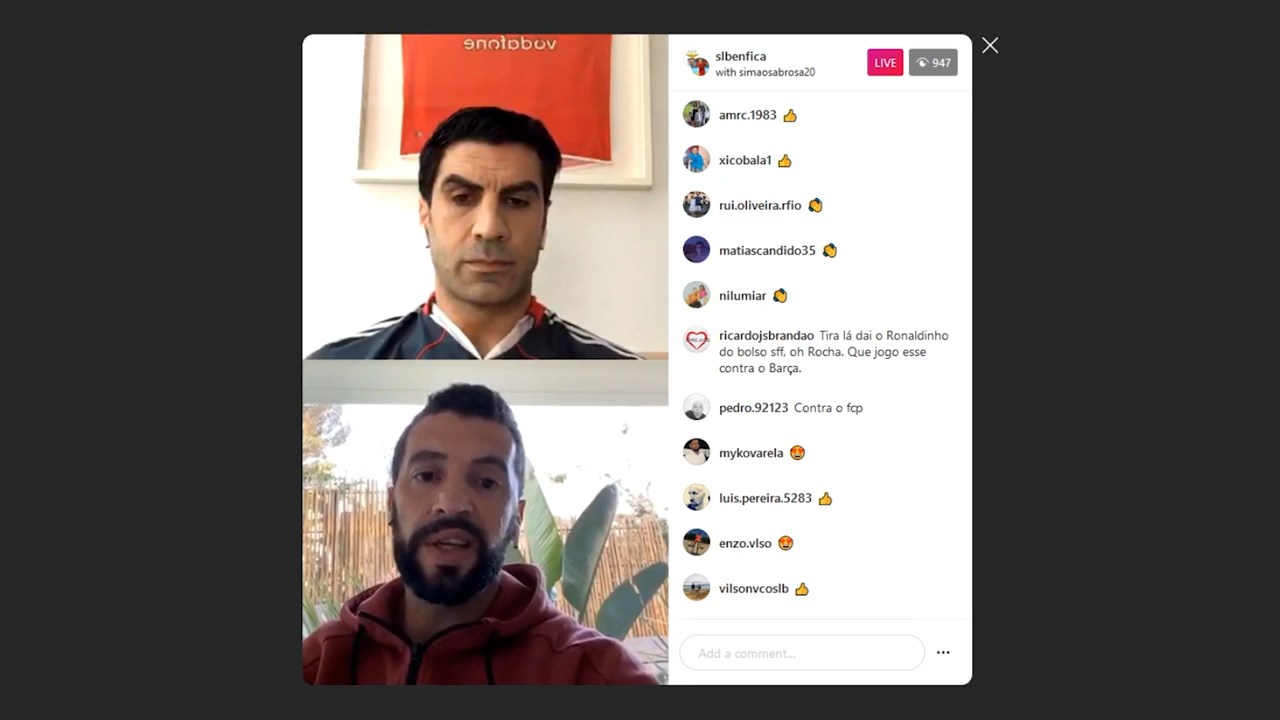 vodafone
slbenfica
with simaosabrosa20
LIVE
947
amrc.1983
xicobala1
rui.oliveira.rfio
matiascandido35
nilumiar
ricardojsbrandao Tira lá dai o Ronaldinho
do bolso sff, oh Rocha. Que jogo esse
contra o Barça.
pedro.92123 Contra o fcp
mykovarela
luis.pereira.5283
enzo.vlso
vilsonvcoslb
Add a comment...